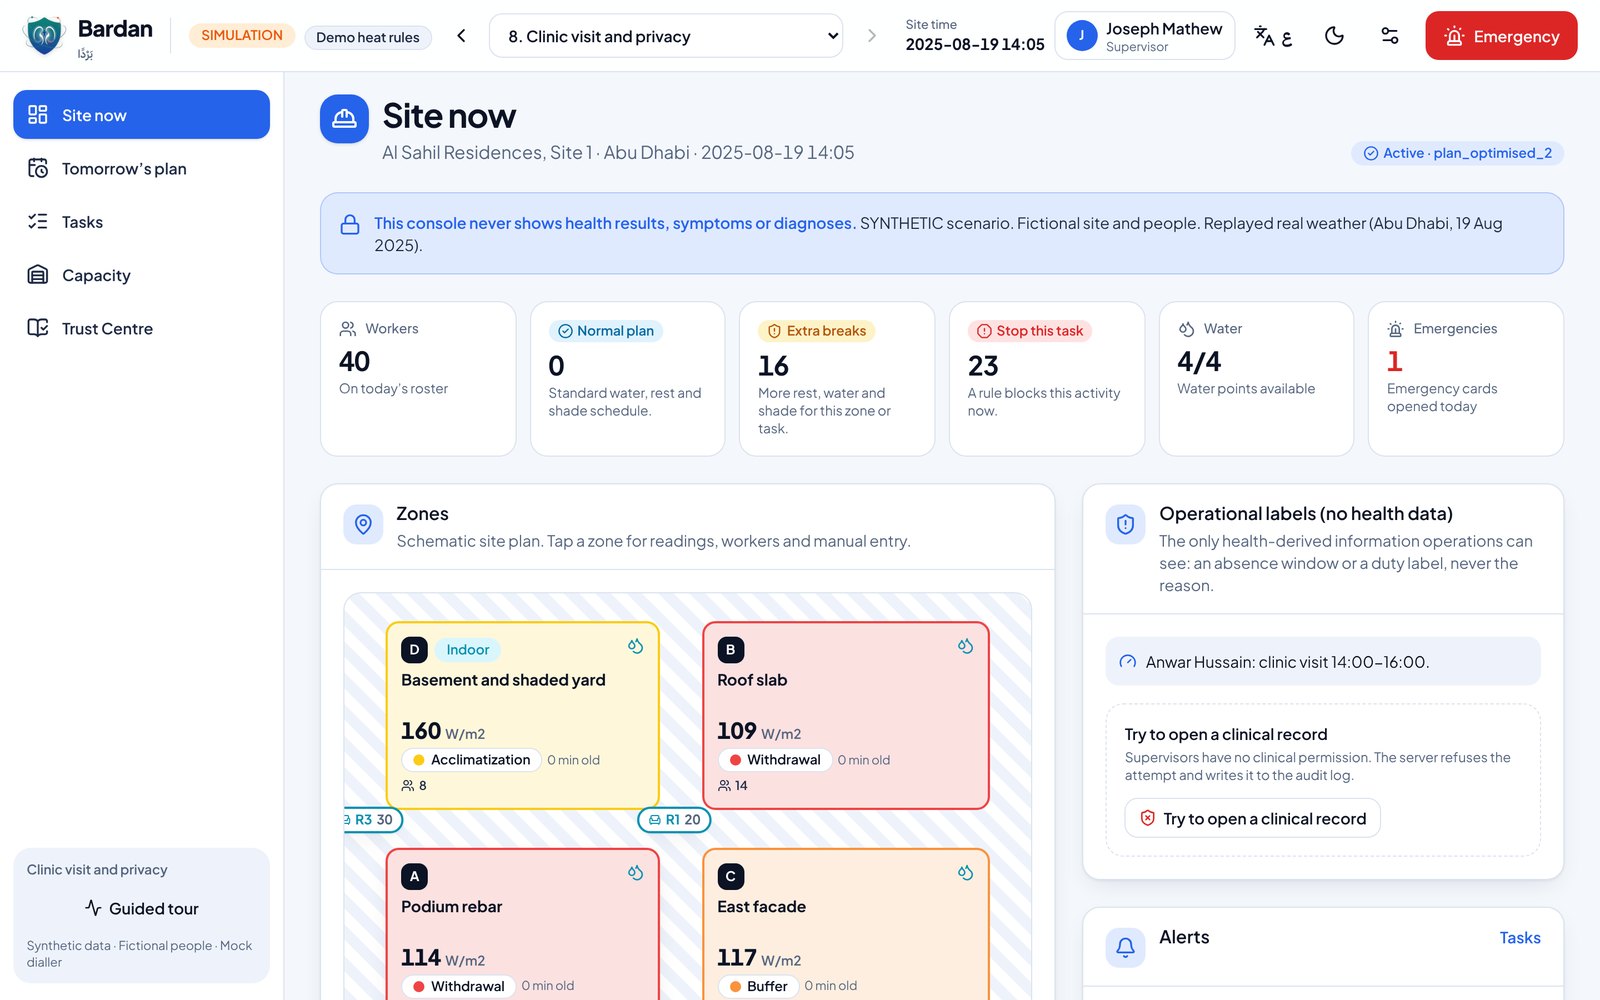 Bardan
بَرْدًا
SIMULATION
Demo heat rules
8. Clinic visit and privacy
Site time
2025-08-19 14:05
J
Joseph Mathew
Supervisor
ع
Emergency
Site now
Tomorrow's plan
Tasks
Capacity
Trust Centre
Clinic visit and privacy
Guided tour
Synthetic data · Fictional people · Mock
dialler
Site now
Al Sahil Residences, Site 1 · Abu Dhabi · 2025-08-19 14:05
Active · plan_optimised_2
This console never shows health results, symptoms or diagnoses. SYNTHETIC scenario. Fictional site and people. Replayed real weather (Abu Dhabi, 19 Aug
2025).
Workers
40
On today's roster
Normal plan
0
Standard water, rest and
shade schedule.
Extra breaks
16
More rest, water and
shade for this zone or
task.
Stop this task
23
A rule blocks this activity
now.
Water
4/4
Water points available
Emergencies
1
Emergency cards
opened today
Zones
Schematic site plan. Tap a zone for readings, workers and manual entry.
D
Indoor
Basement and shaded yard
160 W/m2
Acclimatization
0 min old
8
B
Roof slab
109 W/m2
Withdrawal
0 min old
14
R3 30
R1 20
A
Podium rebar
114 W/m2
Withdrawal
0 min old
C
East facade
117 W/m2
Buffer
0 min old
Operational labels (no health data)
The only health-derived information operations can
see: an absence window or a duty label, never the
reason.
Anwar Hussain: clinic visit 14:00–16:00.
Try to open a clinical record
Supervisors have no clinical permission. The server refuses the
attempt and writes it to the audit log.
Try to open a clinical record
Alerts
Tasks